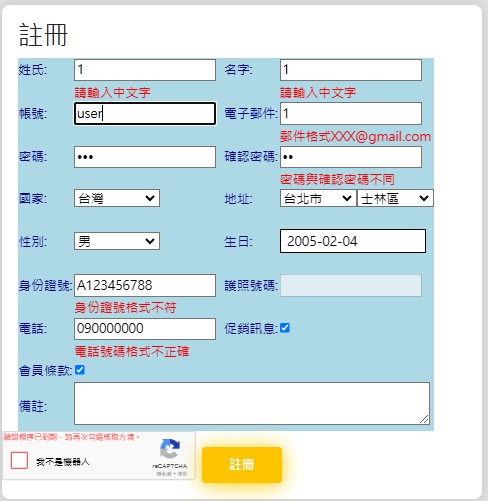 註冊
姓氏: 1 名字: 1
請輸入中文字 請輸入中文字
帳號: user 電子郵件: 1
郵件格式XXX@gmail.com
密碼: ••• 確認密碼: ••
密碼與確認密碼不同
國家: 台灣 地址: 台北市 士林區
性別: 男 生日: 2005-02-04
身份證號: A123456788 護照號碼:
身份證號格式不符
電話: 090000000 促銷訊息:
電話號碼格式不正確
會員條款:
備註:
驗證程序已到期，請再次勾選核取方塊。
我不是機器人
reCAPTCHA
隱私權 - 條款
註冊